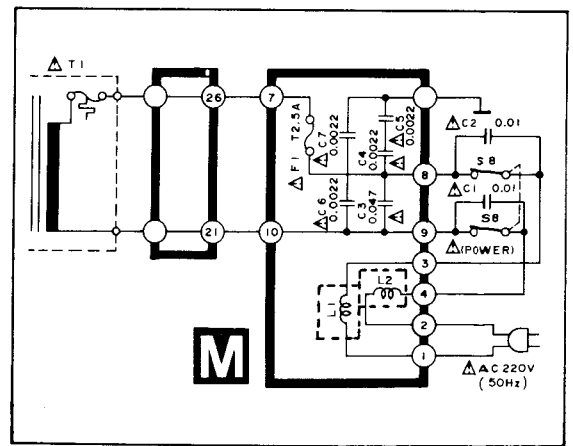 T1
26
7
F1 T2.5A
C7 0.0022
C4 0.0022
C5 0.0022
C6 0.0022
C3 0.047
C2 0.01
S8
8
C1 0.01
S8
(POWER)
21
10
9
3
L2
4
L1
2
1
AC 220V
(50Hz)
M